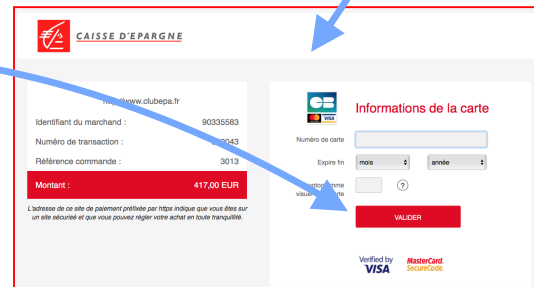 CAISSE D'EPARGNE
www.clubepa.fr
Identifiant du marchand : 90335583
Numéro de transaction : 0043
Référence commande : 3013
Montant : 417,00 EUR
L'adresse de ce site de paiement préfixée par https indique que vous êtes sur
un site sécurisé et que vous pouvez régler votre achat en toute tranquillité.
CB
VISA
Informations de la carte
Numéro de carte
Expire fin mois année
?
VALIDER
Verified by
VISA
MasterCard.
SecureCode.